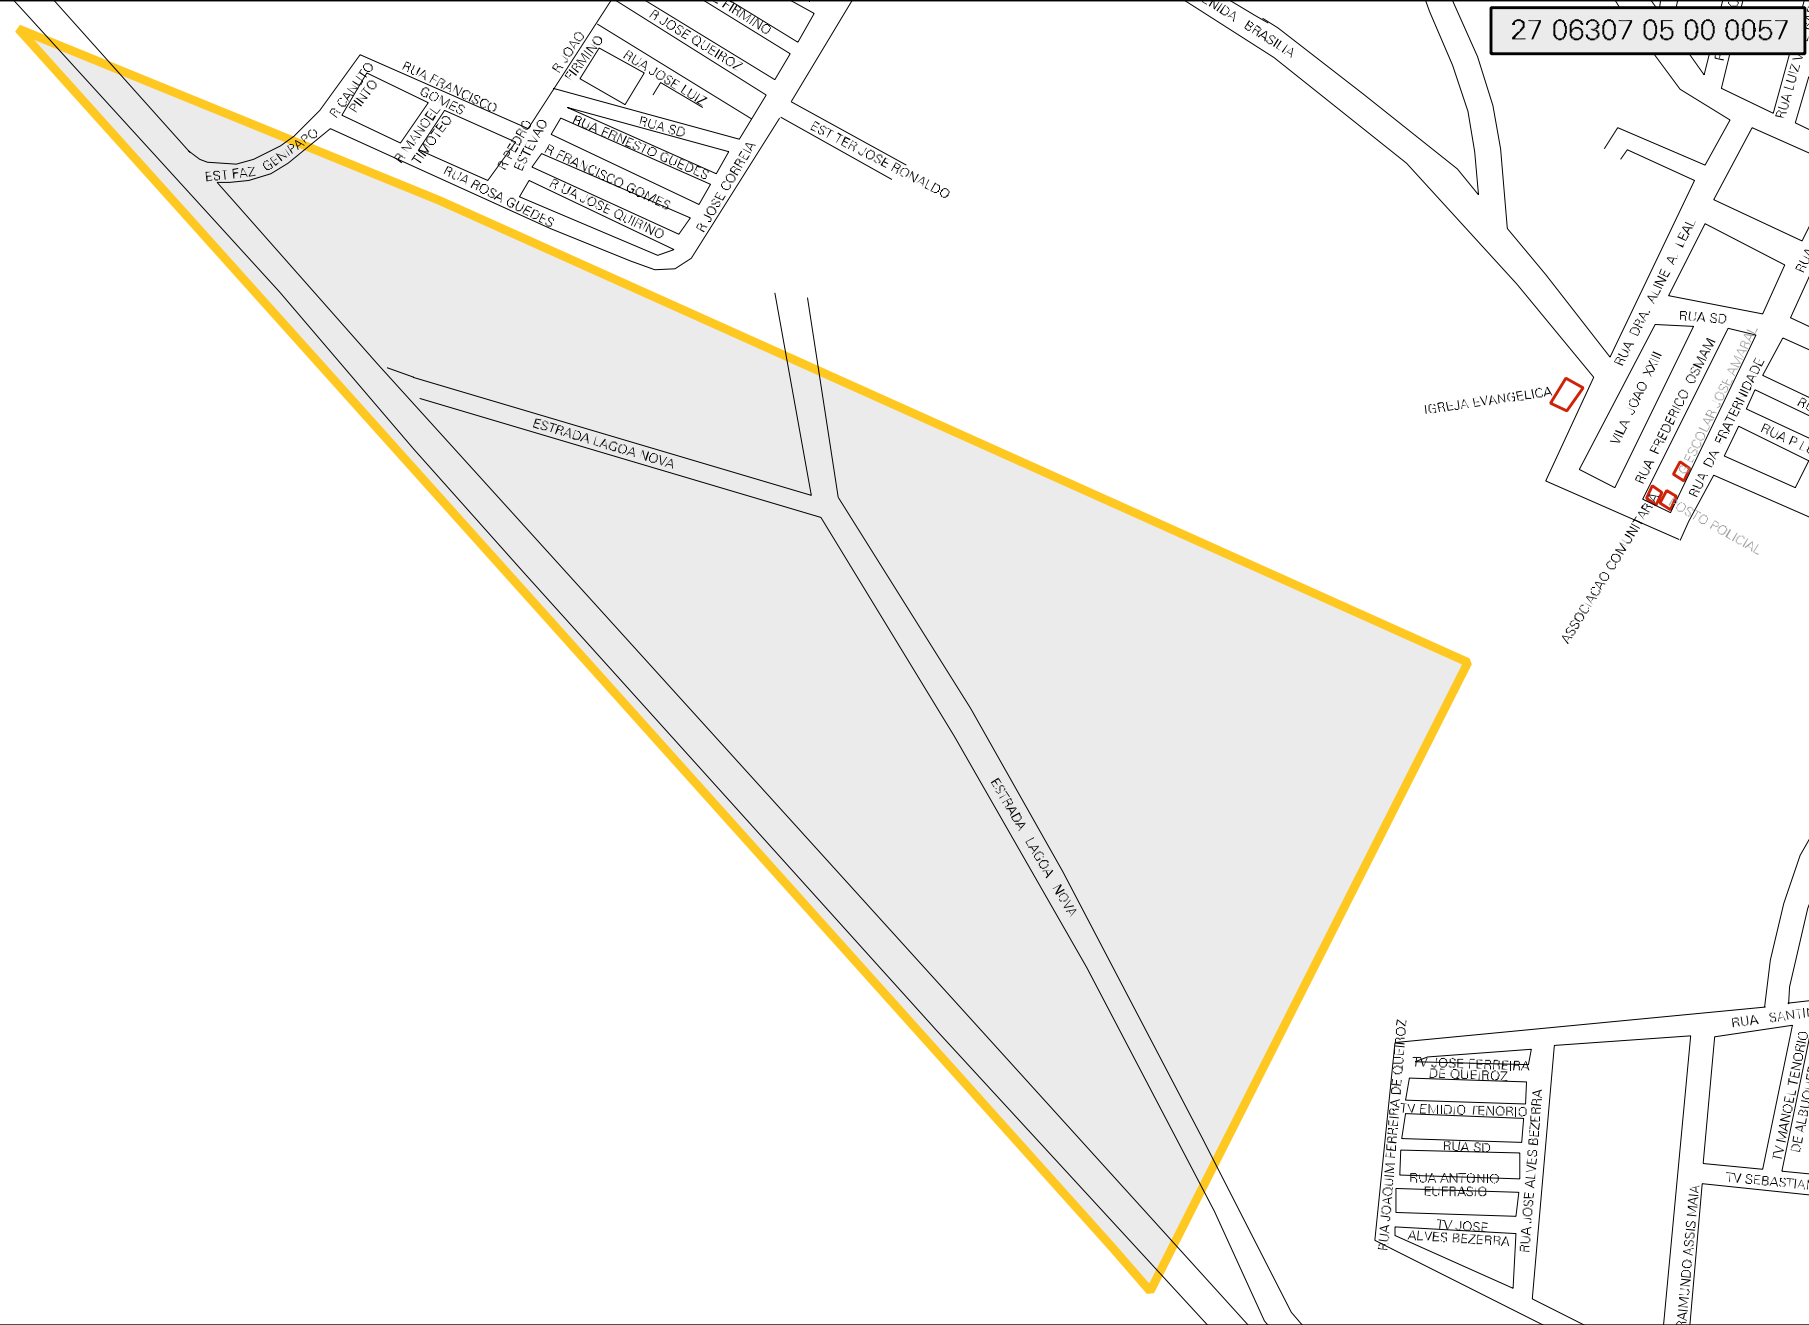 27 06307 05 00 0057
FIRMINO
R JOSE QUEIROZ
R JOAO
FIRMINO
RUA JOSE LUIZ
RUA SD
RUA ERNESTO GUEDES
R FRANCISCO GOMES
R UA JOSE QUIRINO
R JOSE CORREIA
EST TER JOSE RONALDO
R CANUTO
PINTO
RUA FRANCISCO
GOMES
R MANOEL
TIMOTEO
R PEDRO
ESTEVAO
RUA ROSA GUEDES
EST FAZ GENIPAPO
BRASILIA
RUA LUIZ
RUA DRA. ALINE A. LEAL
RUA SD
VILA JOAO XXIII
RUA FREDERICO OSMAM
ESCOLAR JOSE AMARAL
RUA DA FRATERNIDADE
RUA P
IGREJA EVANGELICA
POSTO POLICIAL
ASSOCIACAO COMUNITARIA
ESTRADA LAGOA NOVA
ESTRADA LAGOA NOVA
RUA SANTI
RUA JOAQUIM FERREIRA DE QUEIROZ
TV JOSE FERREIRA
DE QUEIROZ
TV EMIDIO TENORIO
RUA SD
RUA ANTONIO
EUFRASIO
TV JOSE
ALVES BEZERRA
RUA JOSE ALVES BEZERRA
TV MANOEL TENORIO
DE ALBUQUER
TV SEBASTIAN
RAIMUNDO ASSIS MAIA